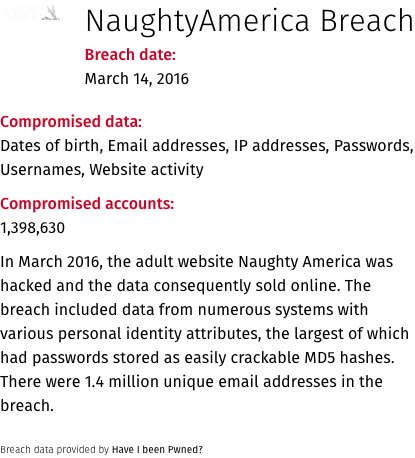 NaughtyAmerica Breach
Breach date:
March 14, 2016
Compromised data:
Dates of birth, Email addresses, IP addresses, Passwords,
Usernames, Website activity
Compromised accounts:
1,398,630
In March 2016, the adult website Naughty America was
hacked and the data consequently sold online. The
breach included data from numerous systems with
various personal identity attributes, the largest of which
had passwords stored as easily crackable MD5 hashes.
There were 1.4 million unique email addresses in the
breach.
Breach data provided by Have I been Pwned?